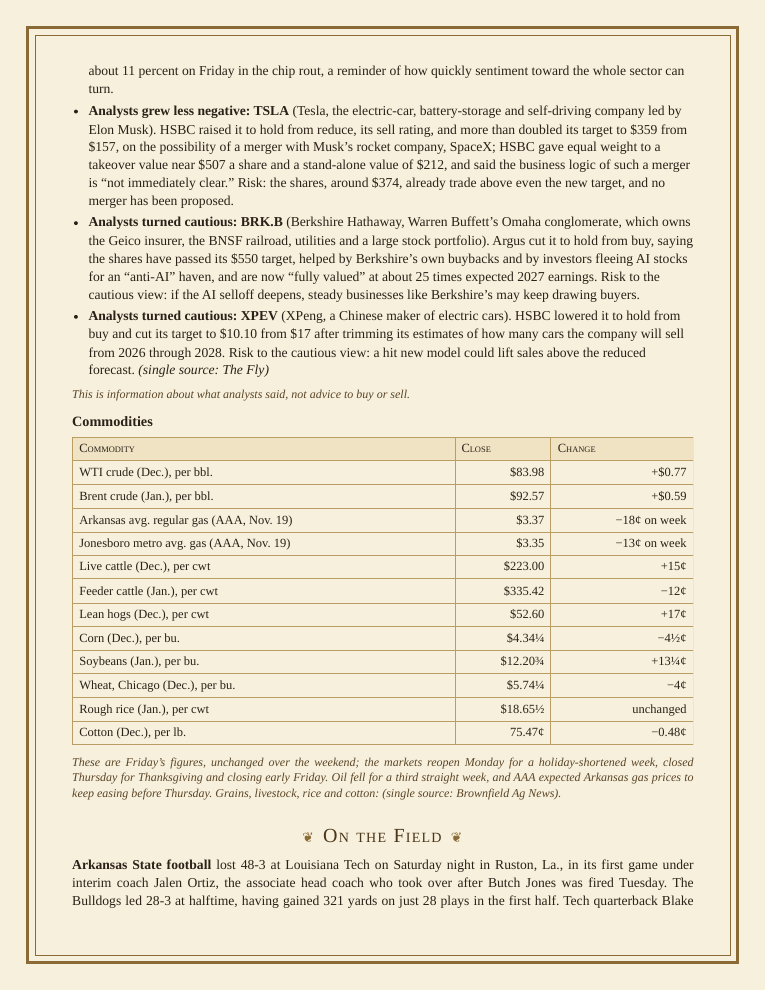 about 11 percent on Friday in the chip rout, a reminder of how quickly sentiment toward the whole sector can
turn.
• Analysts grew less negative: TSLA (Tesla, the electric-car, battery-storage and self-driving company led by
Elon Musk). HSBC raised it to hold from reduce, its sell rating, and more than doubled its target to $359 from
$157, on the possibility of a merger with Musk’s rocket company, SpaceX; HSBC gave equal weight to a
takeover value near $507 a share and a stand-alone value of $212, and said the business logic of such a merger
is “not immediately clear.” Risk: the shares, around $374, already trade above even the new target, and no
merger has been proposed.
• Analysts turned cautious: BRK.B (Berkshire Hathaway, Warren Buffett’s Omaha conglomerate, which owns
the Geico insurer, the BNSF railroad, utilities and a large stock portfolio). Argus cut it to hold from buy, saying
the shares have passed its $550 target, helped by Berkshire’s own buybacks and by investors fleeing AI stocks
for an “anti-AI” haven, and are now “fully valued” at about 25 times expected 2027 earnings. Risk to the
cautious view: if the AI selloff deepens, steady businesses like Berkshire’s may keep drawing buyers.
• Analysts turned cautious: XPEV (XPeng, a Chinese maker of electric cars). HSBC lowered it to hold from
buy and cut its target to $10.10 from $17 after trimming its estimates of how many cars the company will sell
from 2026 through 2028. Risk to the cautious view: a hit new model could lift sales above the reduced
forecast. (single source: The Fly)
This is information about what analysts said, not advice to buy or sell.
Commodities
Commodity Close Change
WTI crude (Dec.), per bbl. $83.98 +$0.77
Brent crude (Jan.), per bbl. $92.57 +$0.59
Arkansas avg. regular gas (AAA, Nov. 19) $3.37 −18¢ on week
Jonesboro metro avg. gas (AAA, Nov. 19) $3.35 −13¢ on week
Live cattle (Dec.), per cwt $223.00 +15¢
Feeder cattle (Jan.), per cwt $335.42 −12¢
Lean hogs (Dec.), per cwt $52.60 +17¢
Corn (Dec.), per bu. $4.34¼ −4½¢
Soybeans (Jan.), per bu. $12.20¾ +13¼¢
Wheat, Chicago (Dec.), per bu. $5.74¼ −4¢
Rough rice (Jan.), per cwt $18.65½ unchanged
Cotton (Dec.), per lb. 75.47¢ −0.48¢
These are Friday’s figures, unchanged over the weekend; the markets reopen Monday for a holiday-shortened week, closed
Thursday for Thanksgiving and closing early Friday. Oil fell for a third straight week, and AAA expected Arkansas gas prices to
keep easing before Thursday. Grains, livestock, rice and cotton: (single source: Brownfield Ag News).
❦ On the Field ❦
Arkansas State football lost 48-3 at Louisiana Tech on Saturday night in Ruston, La., in its first game under
interim coach Jalen Ortiz, the associate head coach who took over after Butch Jones was fired Tuesday. The
Bulldogs led 28-3 at halftime, having gained 321 yards on just 28 plays in the first half. Tech quarterback Blake